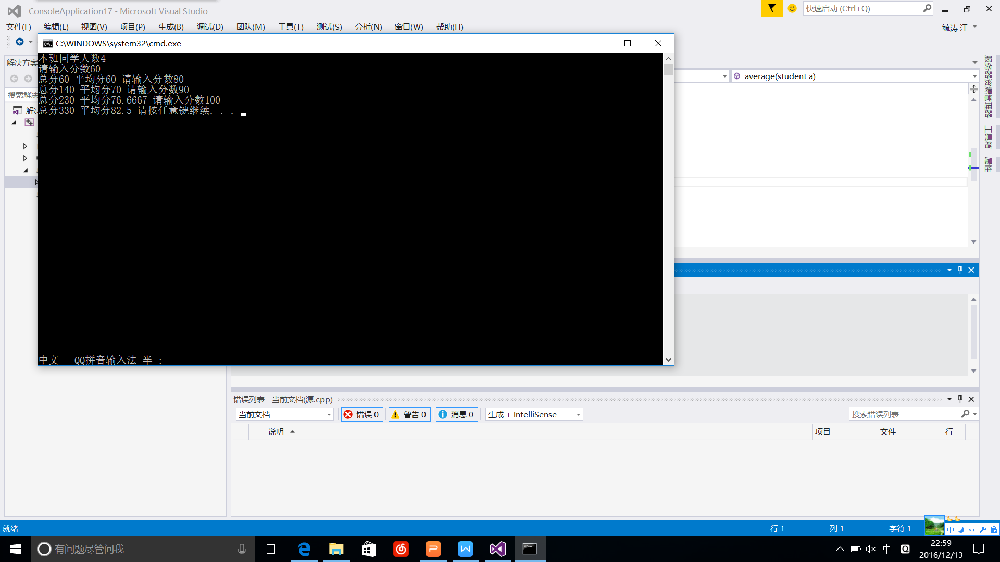 ConsoleApplication17 - Microsoft Visual Studio
快速启动 (Ctrl+Q)
文件(F) 编辑(E) 视图(V) 项目(P) 生成(B) 调试(D) 团队(M) 工具(T) 测试(S) 分析(N) 窗口(W) 帮助(H)
毓涛 江
C:\WINDOWS\system32\cmd.exe
本班同学人数4
请输入分数60
总分60 平均分60 请输入分数80
总分140 平均分70 请输入分数90
总分230 平均分76.6667 请输入分数100
总分330 平均分82.5 请按任意键继续. . .
中文 - QQ拼音输入法 半 :
解决方案
搜索解决
解决
average(student a)
服务器资源管理器
工具箱
属性
错误列表 - 当前文档(源.cpp)
当前文档 错误 0 警告 0 消息 0 生成 + IntelliSense
搜索错误列表
说明 项目 文件 行
就绪
行 1 列 1 字符 1
中
有问题尽管问我
中
22:59
2016/12/13